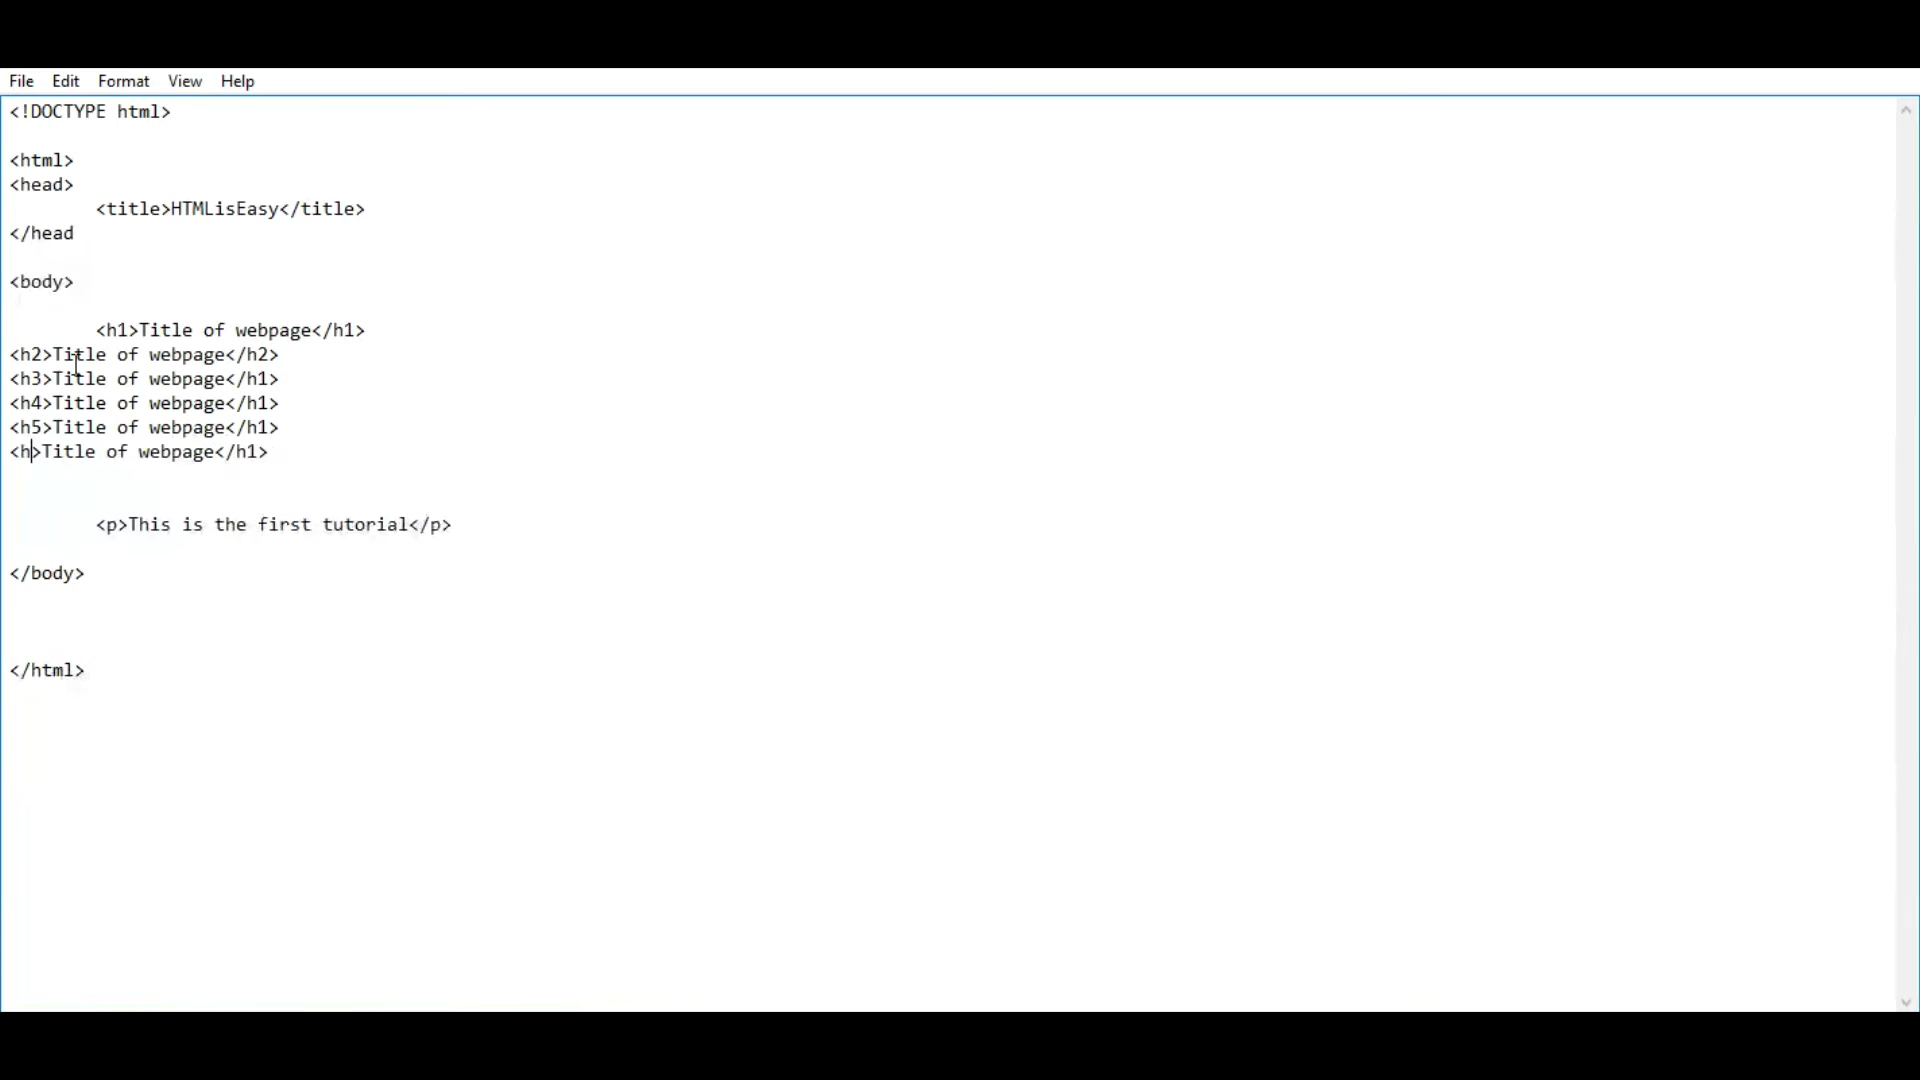 File Edit Format View Help
<!DOCTYPE html>
<html>
<head>
<title>HTMLisEasy</title>
</head
<body>
<h1>Title of webpage</h1>
<h2>Title of webpage</h2>
<h3>Title of webpage</h1>
<h4>Title of webpage</h1>
<h5>Title of webpage</h1>
<h>Title of webpage</h1>
<p>This is the first tutorial</p>
</body>
</html>